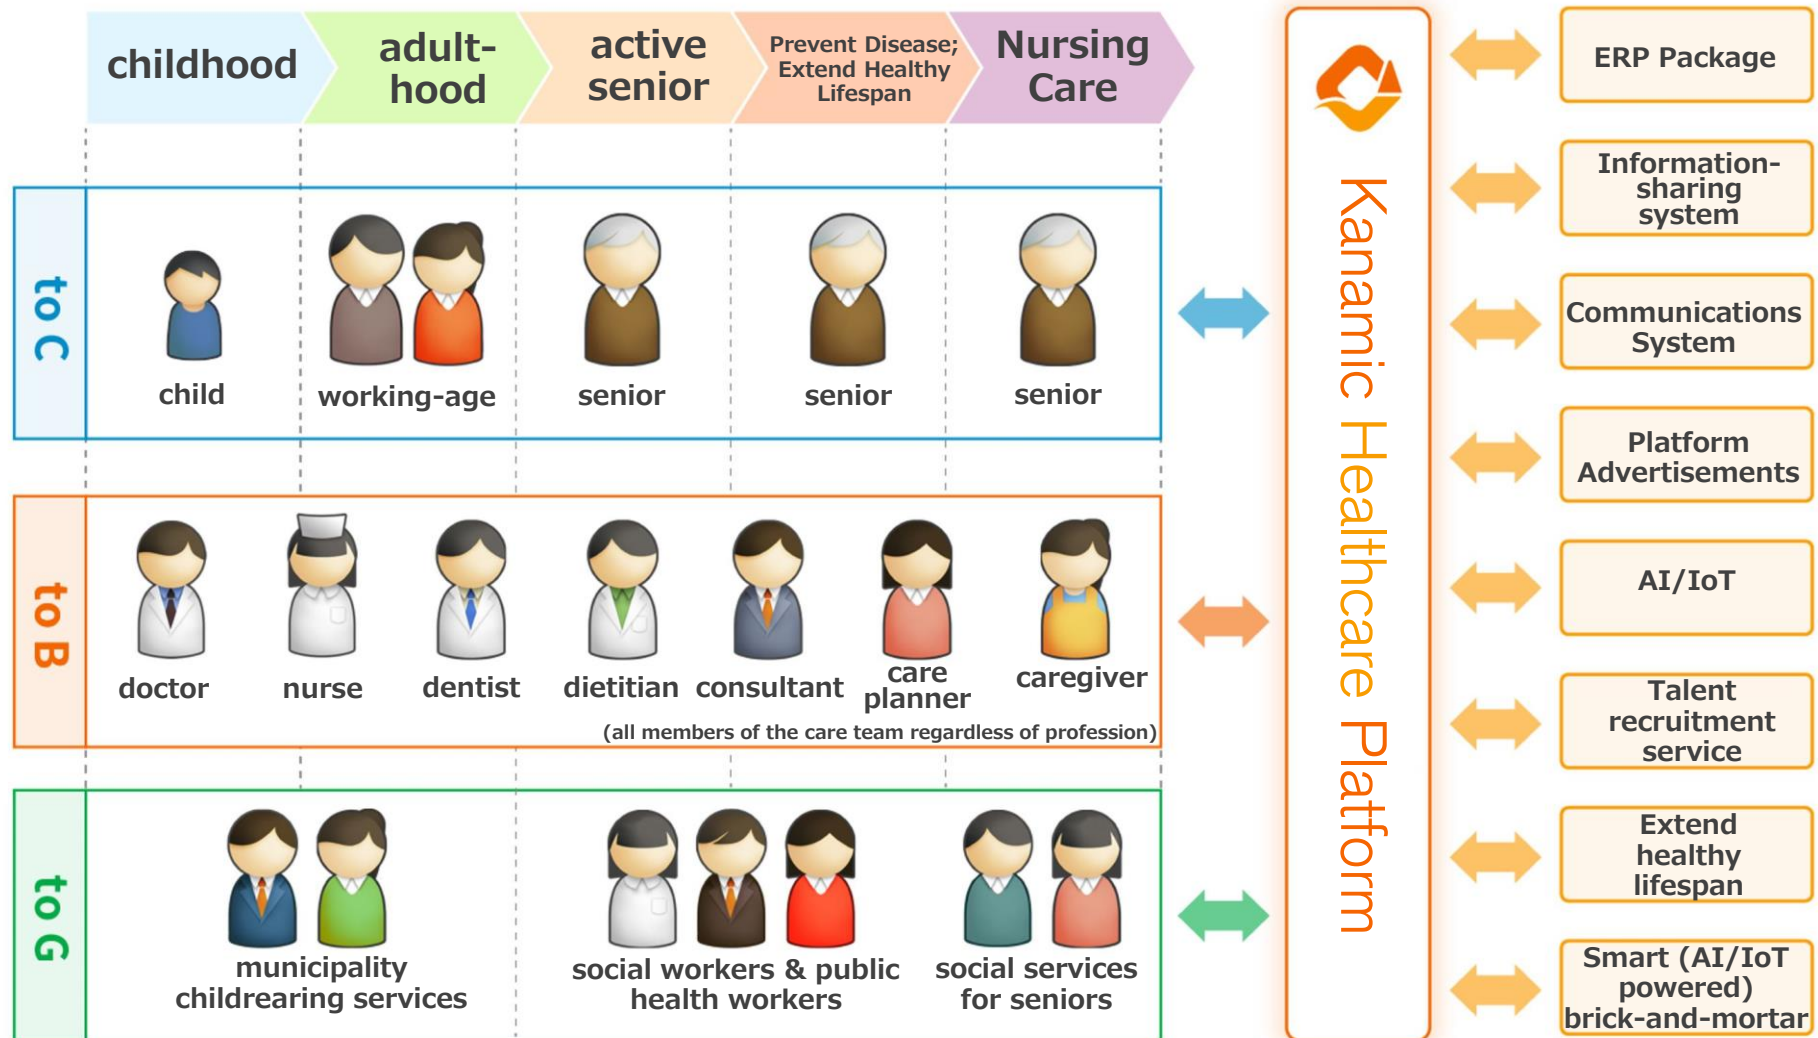 childhood
adult-
hood
active
senior
Prevent Disease;
Extend Healthy
Lifespan
Nursing
Care
to C
child
working-age
senior
senior
senior
to B
doctor
nurse
dentist
dietitian
consultant
care
planner
caregiver
(all members of the care team regardless of profession)
to G
municipality
childrearing services
social workers & public
health workers
social services
for seniors
Kanamic Healthcare Platform
ERP Package
Information-
sharing
system
Communications
System
Platform
Advertisements
AI/IoT
Talent
recruitment
service
Extend
healthy
lifespan
Smart (AI/IoT
powered)
brick-and-mortar